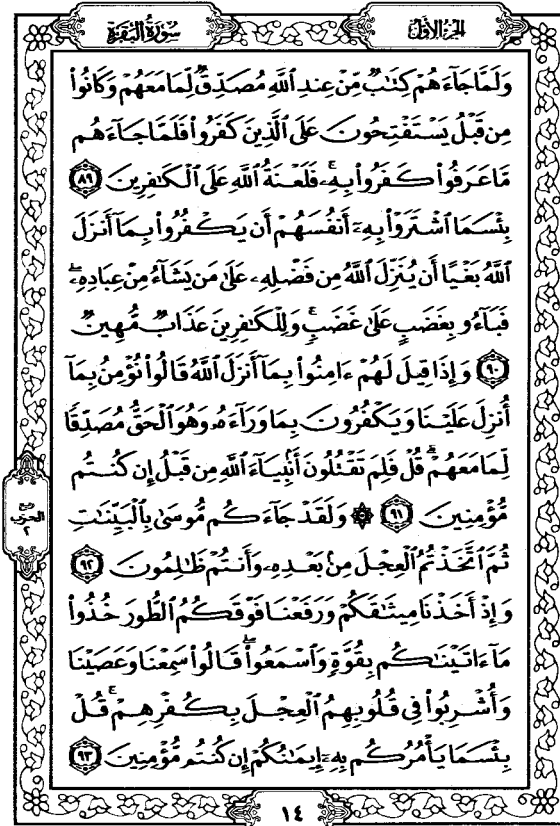 سُورَةُ البَقَرَةِ
الجُزْءُ الأَوَّلُ
وَلَمَّا جَآءَهُمْ كِتَٰبٌ مِّنْ عِندِ ٱللَّهِ مُصَدِّقٌ لِّمَا مَعَهُمْ وَكَانُوا۟
مِن قَبْلُ يَسْتَفْتِحُونَ عَلَى ٱلَّذِينَ كَفَرُوا۟ فَلَمَّا جَآءَهُم
مَّا عَرَفُوا۟ كَفَرُوا۟ بِهِۦ ۚ فَلَعْنَةُ ٱللَّهِ عَلَى ٱلْكَٰفِرِينَ ٨٩
بِئْسَمَا ٱشْتَرَوْا۟ بِهِۦٓ أَنفُسَهُمْ أَن يَكْفُرُوا۟ بِمَآ أَنزَلَ
ٱللَّهُ بَغْيًا أَن يُنَزِّلَ ٱللَّهُ مِن فَضْلِهِۦ عَلَىٰ مَن يَشَآءُ مِنْ عِبَادِهِۦ ۖ
فَبَآءُو بِغَضَبٍ عَلَىٰ غَضَبٍ ۚ وَلِلْكَٰفِرِينَ عَذَابٌ مُّهِينٌ
٩٠ وَإِذَا قِيلَ لَهُمْ ءَامِنُوا۟ بِمَآ أَنزَلَ ٱللَّهُ قَالُوا۟ نُؤْمِنُ بِمَآ
أُنزِلَ عَلَيْنَا وَيَكْفُرُونَ بِمَا وَرَآءَهُۥ وَهُوَ ٱلْحَقُّ مُصَدِّقًا
لِّمَا مَعَهُمْ ۗ قُلْ فَلِمَ تَقْتُلُونَ أَنۢبِيَآءَ ٱللَّهِ مِن قَبْلُ إِن كُنتُم
مُّؤْمِنِينَ ٩١ ۞ وَلَقَدْ جَآءَكُم مُّوسَىٰ بِٱلْبَيِّنَٰتِ
ثُمَّ ٱتَّخَذْتُمُ ٱلْعِجْلَ مِنۢ بَعْدِهِۦ وَأَنتُمْ ظَٰلِمُونَ ٩٢
وَإِذْ أَخَذْنَا مِيثَٰقَكُمْ وَرَفَعْنَا فَوْقَكُمُ ٱلطُّورَ خُذُوا۟
مَآ ءَاتَيْنَٰكُم بِقُوَّةٍ وَٱسْمَعُوا۟ ۖ قَالُوا۟ سَمِعْنَا وَعَصَيْنَا
وَأُشْرِبُوا۟ فِى قُلُوبِهِمُ ٱلْعِجْلَ بِكُفْرِهِمْ ۚ قُلْ
بِئْسَمَا يَأْمُرُكُم بِهِۦٓ إِيمَٰنُكُمْ إِن كُنتُم مُّؤْمِنِينَ ٩٣
ربع
الحزب
٢
١٤